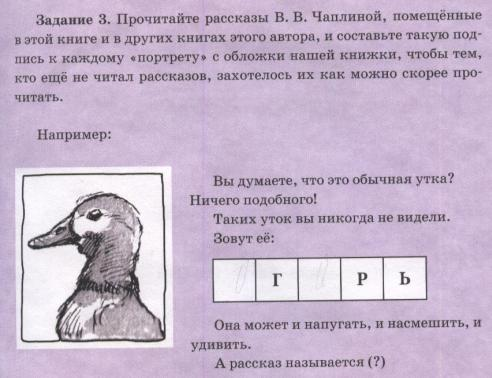 Задание 3. Прочитайте рассказы В. В. Чаплиной, помещённые
в этой книге и в других книгах этого автора, и составьте такую под-
пись к каждому «портрету» с обложки нашей книжки, чтобы тем,
кто ещё не читал рассказов, захотелось их как можно скорее про-
читать.
Например:
Вы думаете, что это обычная утка?
Ничего подобного!
Таких уток вы никогда не видели.
Зовут её:
Г Р Ь
Она может и напугать, и насмешить, и
удивить.
А рассказ называется (?)